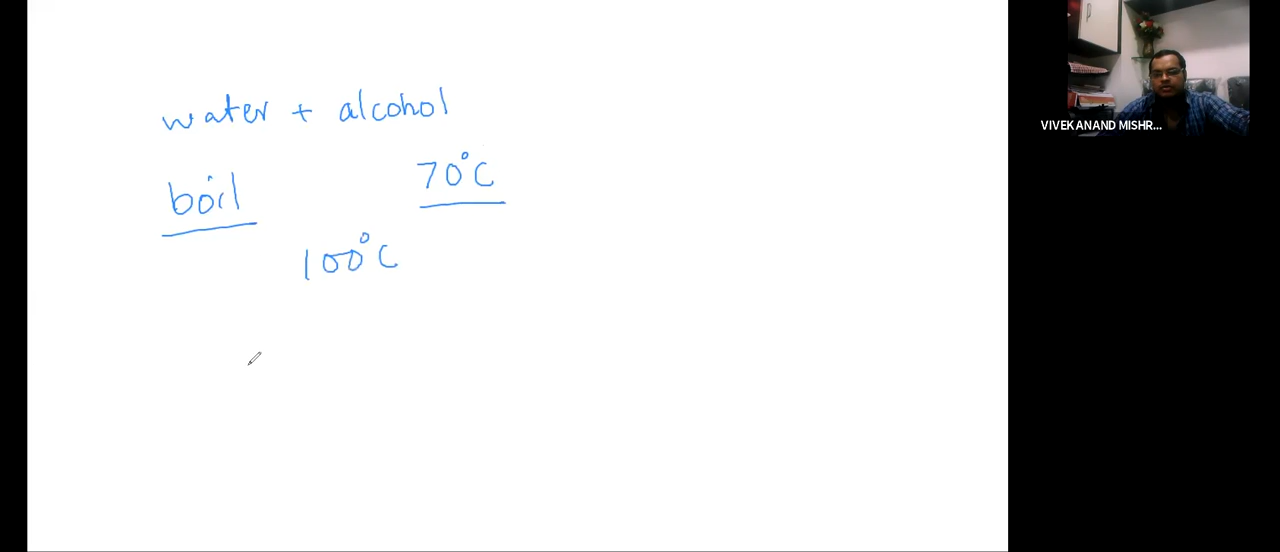 water + alcohol
70°C
boil
100°C
VIVEKANAND MISHR...